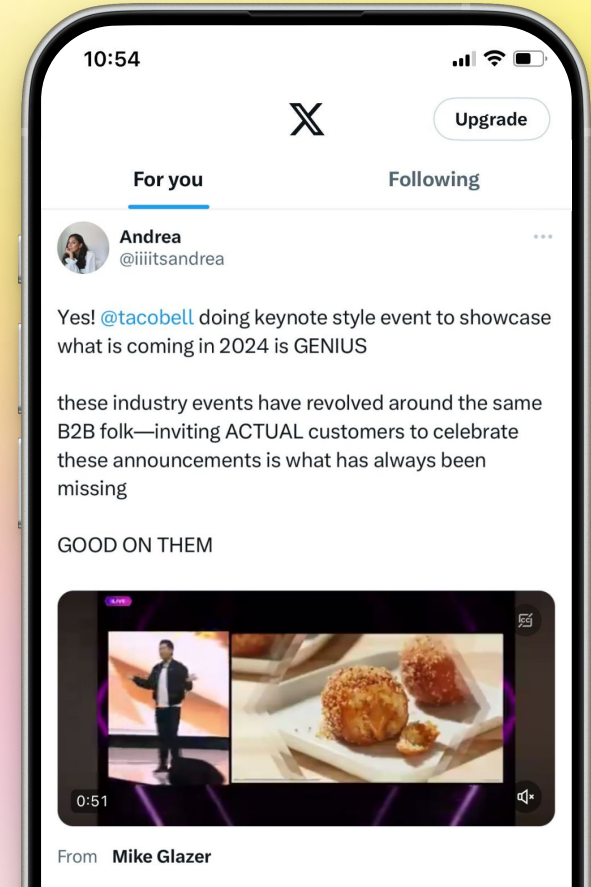 10:54
X
Upgrade
For you
Following
Andrea
@iiiitsandrea
Yes! @tacobell doing keynote style event to showcase
what is coming in 2024 is GENIUS
these industry events have revolved around the same
B2B folk—inviting ACTUAL customers to celebrate
these announcements is what has always been
missing
GOOD ON THEM
LIVE
CC
0:51
From Mike Glazer